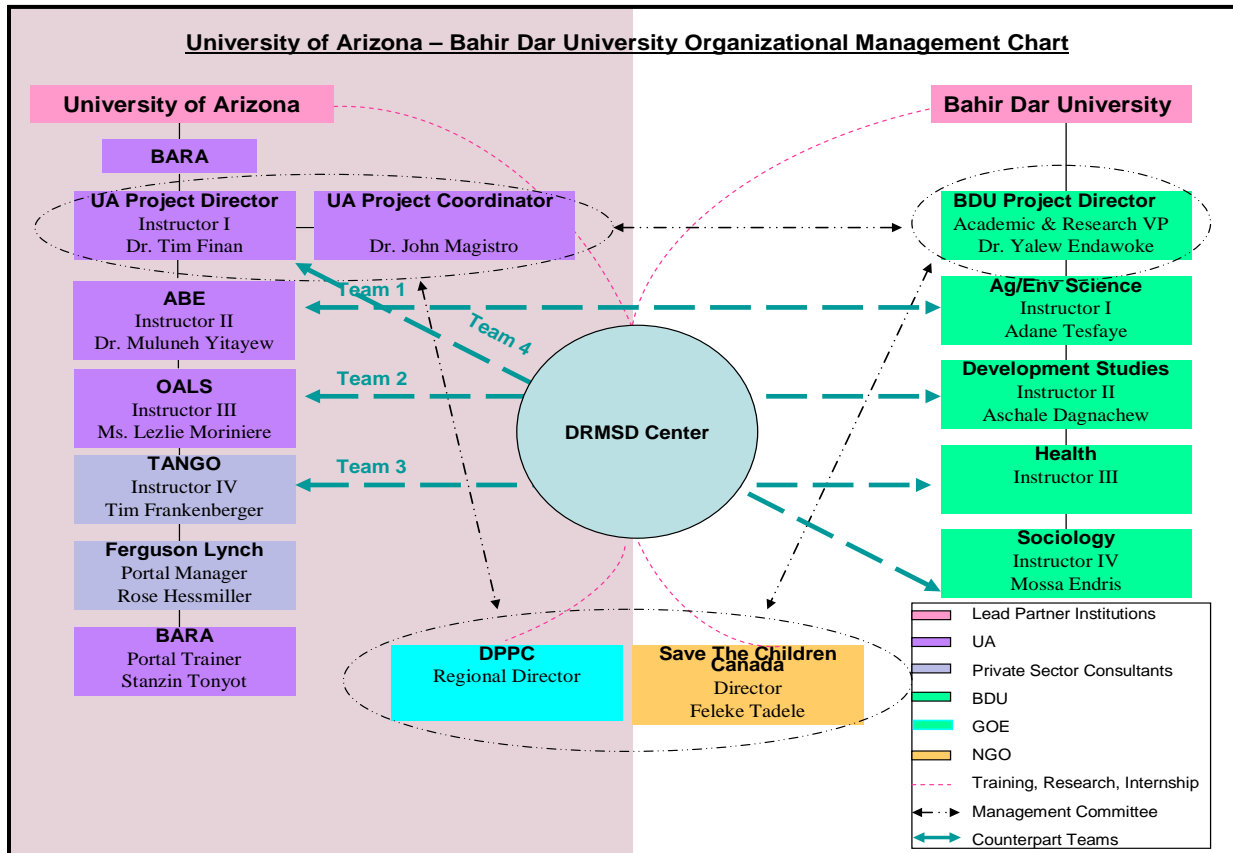 University of Arizona – Bahir Dar University Organizational Management Chart
University of Arizona
BARA
UA Project Director
Instructor I
Dr. Tim Finan
UA Project Coordinator
Dr. John Magistro
ABE
Instructor II
Dr. Muluneh Yitayew
OALS
Instructor III
Ms. Lezlie Moriniere
TANGO
Instructor IV
Tim Frankenberger
Ferguson Lynch
Portal Manager
Rose Hessmiller
BARA
Portal Trainer
Stanzin Tonyot
Team 1
Team 4
Team 2
Team 3
DRMSD Center
DPPC
Regional Director
Save The Children
Canada
Director
Feleke Tadele
Bahir Dar University
BDU Project Director
Academic & Research VP
Dr. Yalew Endawoke
Ag/Env Science
Instructor I
Adane Tesfaye
Development Studies
Instructor II
Aschale Dagnachew
Health
Instructor III
Sociology
Instructor IV
Mossa Endris
Lead Partner Institutions
UA
Private Sector Consultants
BDU
GOE
NGO
Training, Research, Internship
Management Committee
Counterpart Teams